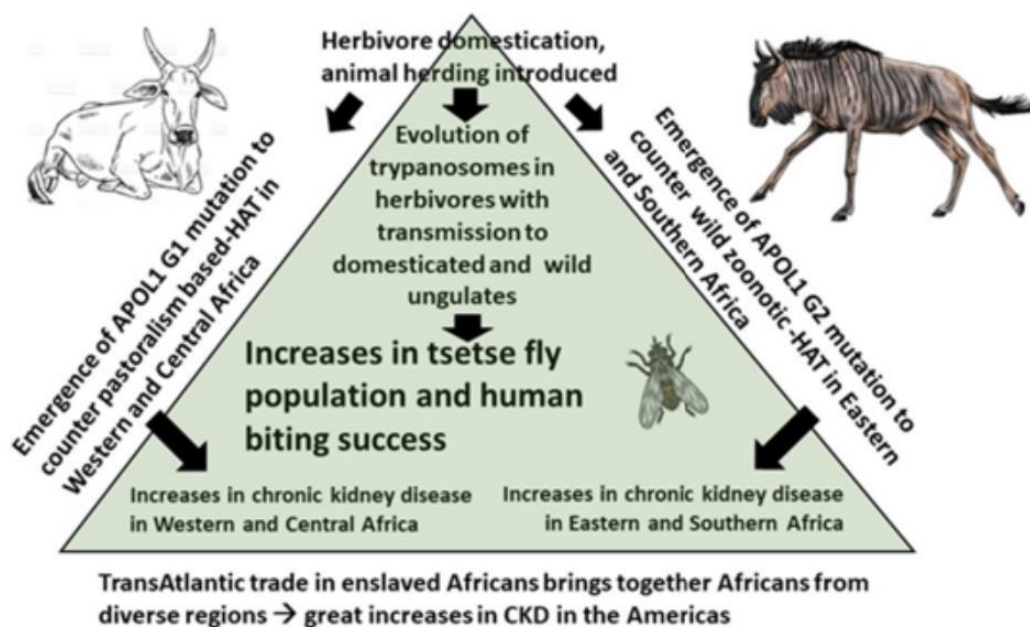 Herbivore domestication,
animal herding introduced
Evolution of
trypanosomes in
herbivores with
transmission to
domesticated and wild
ungulates
Increases in tsetse fly
population and human
biting success
Emergence of APOL1 G1 mutation to
counter pastoralism based-HAT in
Western and Central Africa
Emergence of APOL1 G2 mutation to
counter wild zoonotic -HAT in Eastern
and Southern Africa
Increases in chronic kidney disease
in Western and Central Africa
Increases in chronic kidney disease
in Eastern and Southern Africa
TransAtlantic trade in enslaved Africans brings together Africans from
diverse regions → great increases in CKD in the Americas